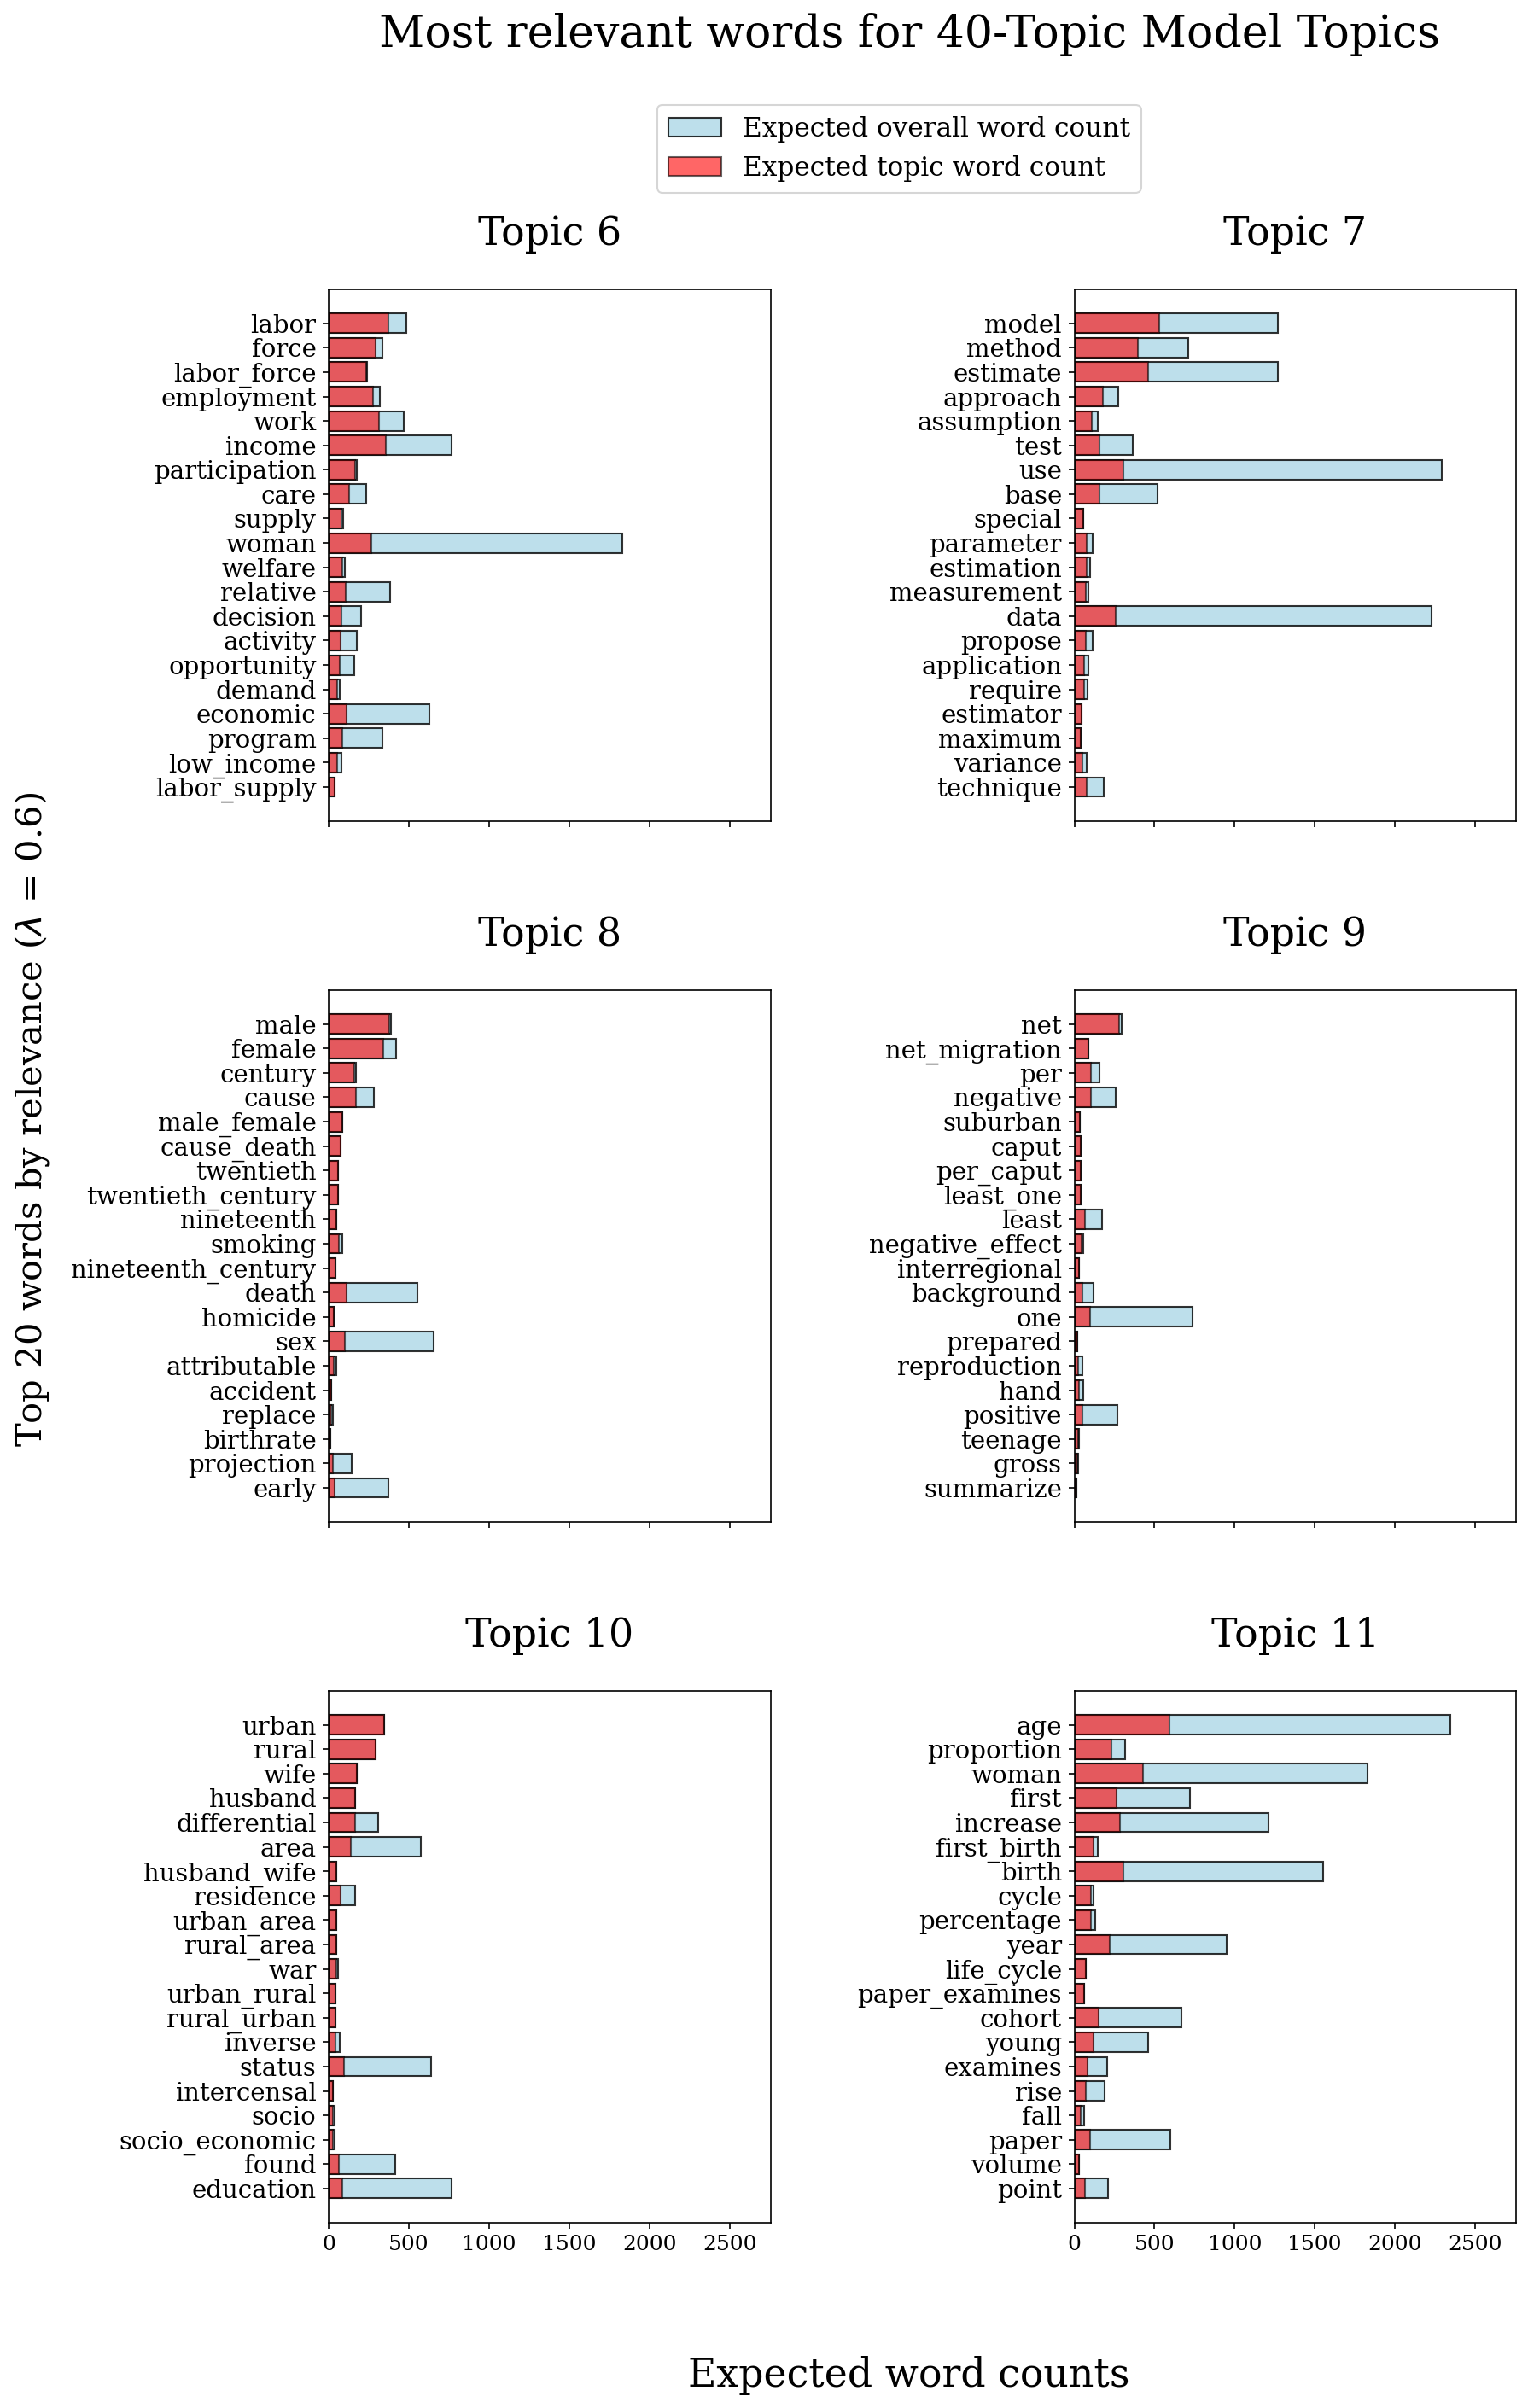 Most relevant words for 40-Topic Model Topics
Expected overall word count
Expected topic word count
Top 20 words by relevance (λ = 0.6)
Topic 6
labor
force
labor_force
employment
work
income
participation
care
supply
woman
welfare
relative
decision
activity
opportunity
demand
economic
program
low_income
labor_supply
Topic 7
model
method
estimate
approach
assumption
test
use
base
special
parameter
estimation
measurement
data
propose
application
require
estimator
maximum
variance
technique
Topic 8
male
female
century
cause
male_female
cause_death
twentieth
twentieth_century
nineteenth
smoking
nineteenth_century
death
homicide
sex
attributable
accident
replace
birthrate
projection
early
Topic 9
net
net_migration
per
negative
suburban
caput
per_caput
least_one
least
negative_effect
interregional
background
one
prepared
reproduction
hand
positive
teenage
gross
summarize
Topic 10
urban
rural
wife
husband
differential
area
husband_wife
residence
urban_area
rural_area
war
urban_rural
rural_urban
inverse
status
intercensal
socio
socio_economic
found
education
0 500 1000 1500 2000 2500
Topic 11
age
proportion
woman
first
increase
first_birth
birth
cycle
percentage
year
life_cycle
paper_examines
cohort
young
examines
rise
fall
paper
volume
point
0 500 1000 1500 2000 2500
Expected word counts